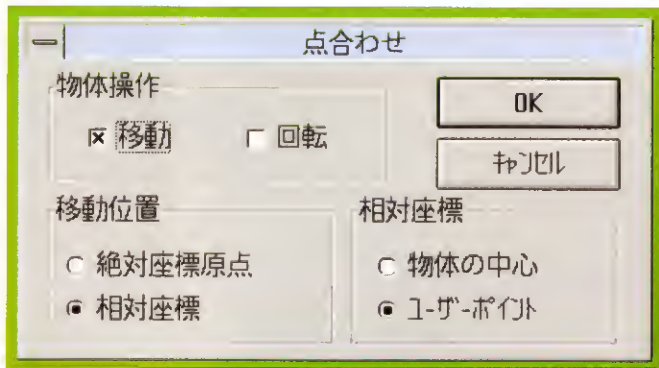 点合わせ
物体操作
移動
回転
OK
キャンセル
移動位置
絶対座標原点
相対座標
相対座標
物体の中心
ユーザーポイント